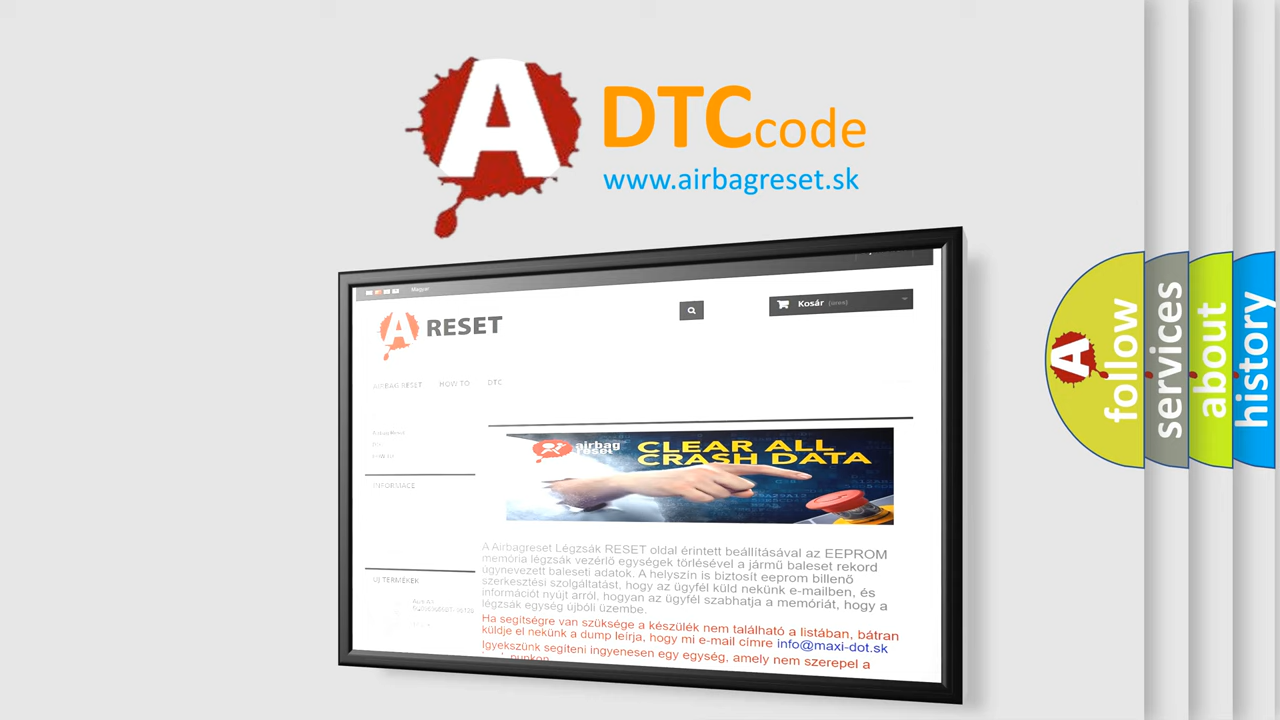 A
DTCcode
www.airbagreset.sk
Magyar
A RESET
Kosár (üres)
AIRBAG RESET HOW TO DTC
INFORMACE
airbag
reset
CLEAR ALL
CRASH DATA
A Airbagreset Légzsák RESET oldal érintett beállításával az EEPROM
memória légzsák vezérlő egységek törlésével a jármű baleset rekord
úgynevezett baleseti adatok. A helyszín is biztosít eeprom billenő
szerkesztési szolgáltatást, hogy az ügyfél küld nekünk e-mailben, és
információt nyújt arról, hogyan az ügyfél szabhatja a memóriát, hogy a
légzsák egység újbóli üzembe.
ÚJ TERMÉKEK
Ha segítségre van szüksége a készülék nem található a listában, bátran
küldje el nekünk a dump leírja, hogy mi e-mail címre info@maxi-dot.sk
Igyekszünk segíteni ingyenesen egy egység, amely nem szerepel a
A follow
services
about
history